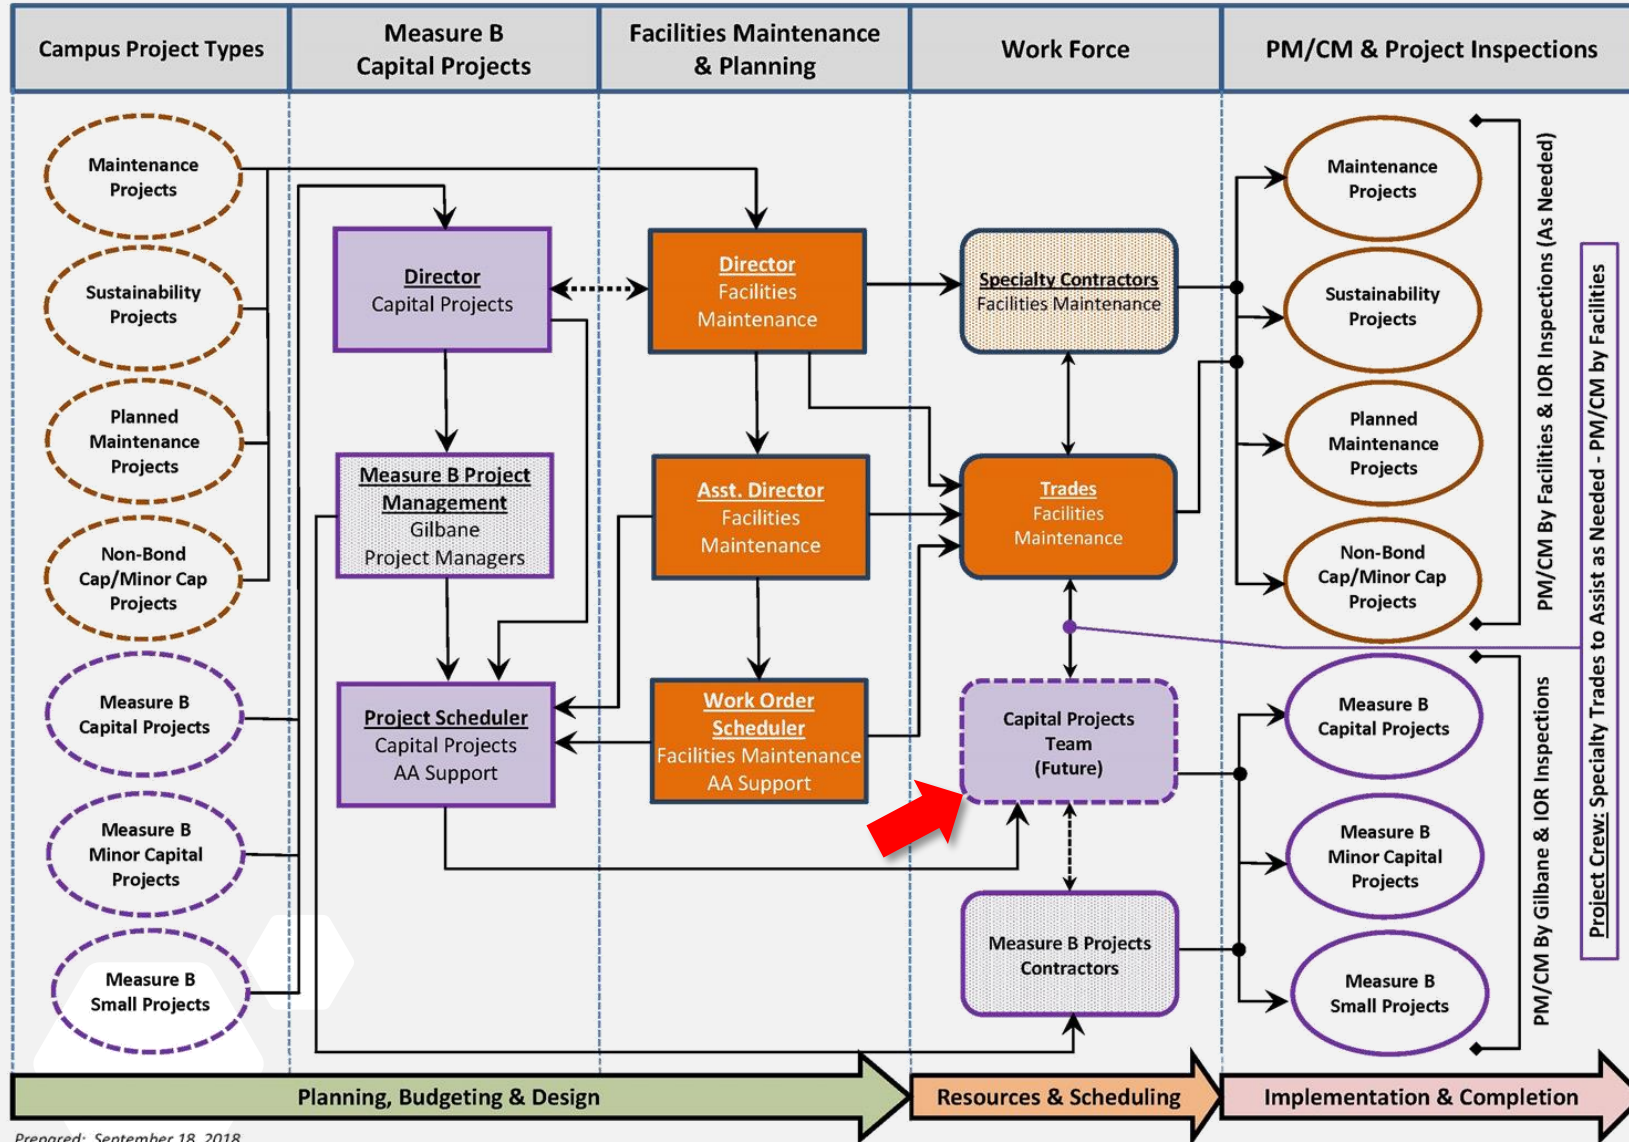 Campus Project Types
Measure B
Capital Projects
Facilities Maintenance
& Planning
Work Force
PM/CM & Project Inspections
Maintenance
Projects
Sustainability
Projects
Planned
Maintenance
Projects
Non-Bond
Cap/Minor Cap
Projects
Measure B
Capital Projects
Measure B
Minor Capital
Projects
Measure B
Small Projects
Director
Capital Projects
Measure B Project
Management
Gilbane
Project Managers
Project Scheduler
Capital Projects
AA Support
Director
Facilities
Maintenance
Asst. Director
Facilities
Maintenance
Work Order
Scheduler
Facilities Maintenance
AA Support
Specialty Contractors
Facilities Maintenance
Trades
Facilities
Maintenance
Capital Projects
Team
(Future)
Measure B Projects
Contractors
Maintenance
Projects
Sustainability
Projects
Planned
Maintenance
Projects
Non-Bond
Cap/Minor Cap
Projects
Measure B
Capital Projects
Measure B
Minor Capital
Projects
Measure B
Small Projects
PM/CM By Facilities & IOR Inspections (As Needed)
PM/CM By Gilbane & IOR Inspections
Project Crew: Specialty Trades to Assist as Needed - PM/CM by Facilities
Planning, Budgeting & Design
Resources & Scheduling
Implementation & Completion
Prepared: September 18, 2018